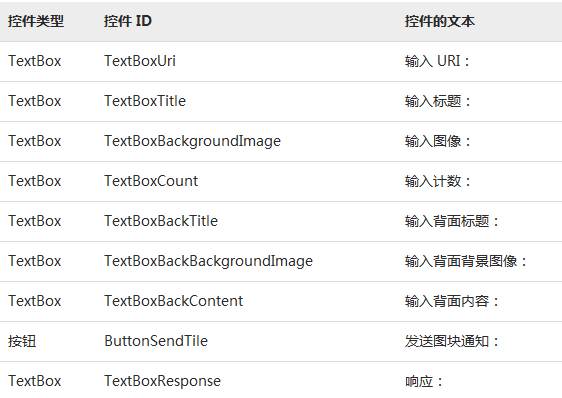 控件类型 控件 ID 控件的文本
TextBox TextBoxUri 输入 URI：
TextBox TextBoxTitle 输入标题：
TextBox TextBoxBackgroundImage 输入图像：
TextBox TextBoxCount 输入计数：
TextBox TextBoxBackTitle 输入背面标题：
TextBox TextBoxBackBackgroundImage 输入背面背景图像：
TextBox TextBoxBackContent 输入背面内容：
按钮 ButtonSendTile 发送图块通知：
TextBox TextBoxResponse 响应：